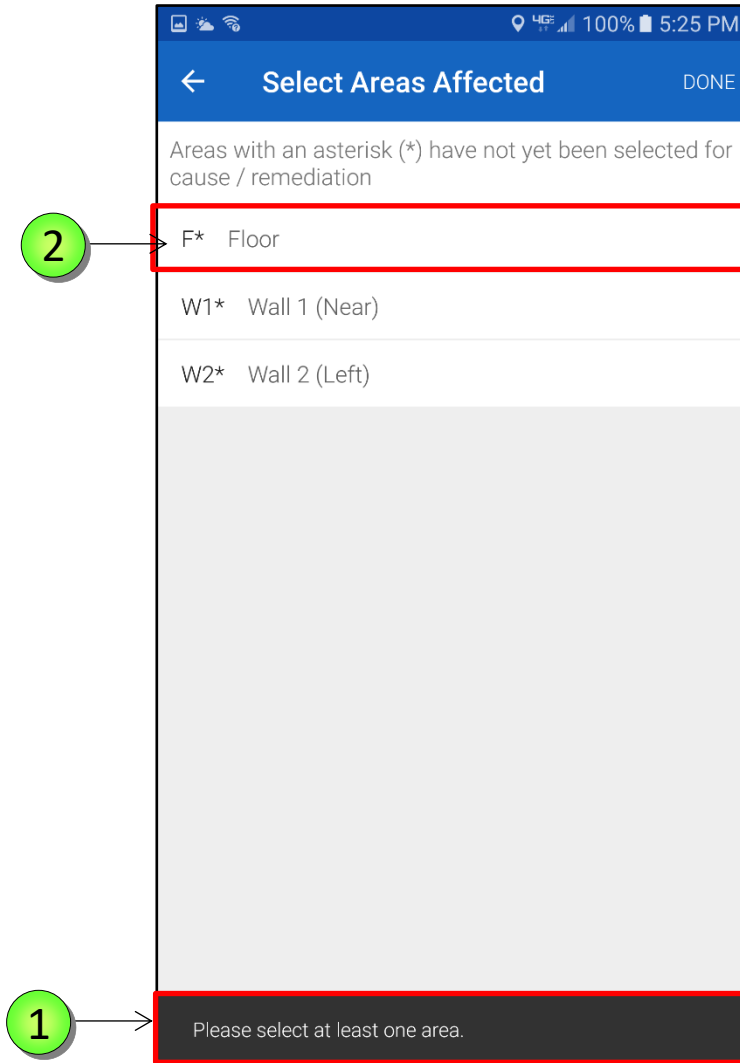 4GE 100% 5:25 PM
Select Areas Affected DONE
Areas with an asterisk (*) have not yet been selected for
cause / remediation
2
F* Floor
W1* Wall 1 (Near)
W2* Wall 2 (Left)
1
Please select at least one area.